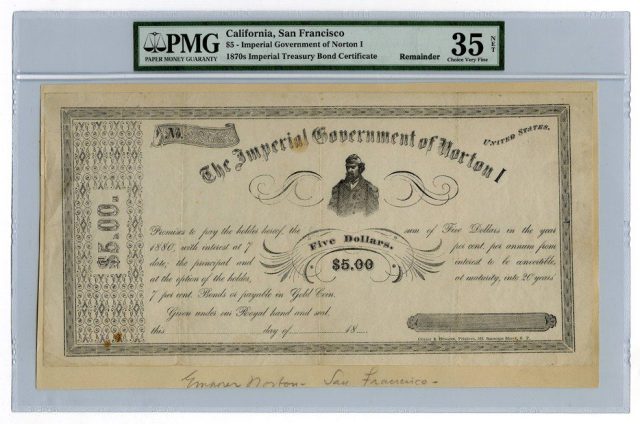 PMG
PAPER MONEY GUARANTY
California, San Francisco
$5 - Imperial Government of Norton I
1870s Imperial Treasury Bond Certificate
Remainder
35 NET
Choice Very Fine
No.
UNITED STATES.
The Imperial Government of Norton I
$5.00.
Promises to pay the holder hereof, the sum of Five Dollars in the year
1880, with interest at 7 per cent. per annum from
date, the principal and interest to be convertible,
at the option of the holder, at maturity, into 20 years'
7 per cent. Bonds or payable in Gold Coin.
Five Dollars.
$5.00
Given under our Royal hand and seal,
this day of 18
Printers, S. F.
Emperor Norton - San Francisco -